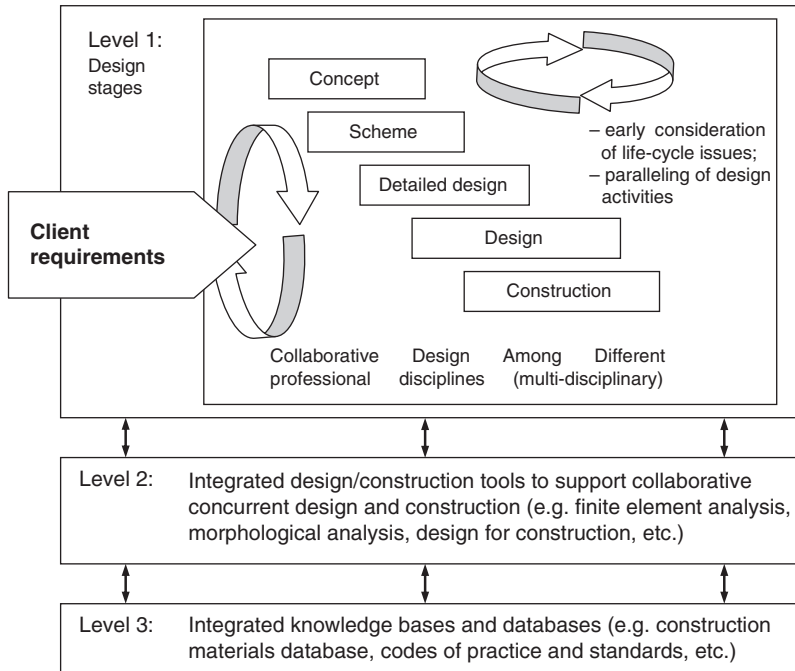 Level 1:
Design
stages
Concept
Scheme
Detailed design
Design
Construction
– early consideration
of life-cycle issues;
– paralleling of design
activities
Client
requirements
Collaborative Design Among Different
professional disciplines (multi-disciplinary)
Level 2: Integrated design/construction tools to support collaborative
concurrent design and construction (e.g. finite element analysis,
morphological analysis, design for construction, etc.)
Level 3: Integrated knowledge bases and databases (e.g. construction
materials database, codes of practice and standards, etc.)